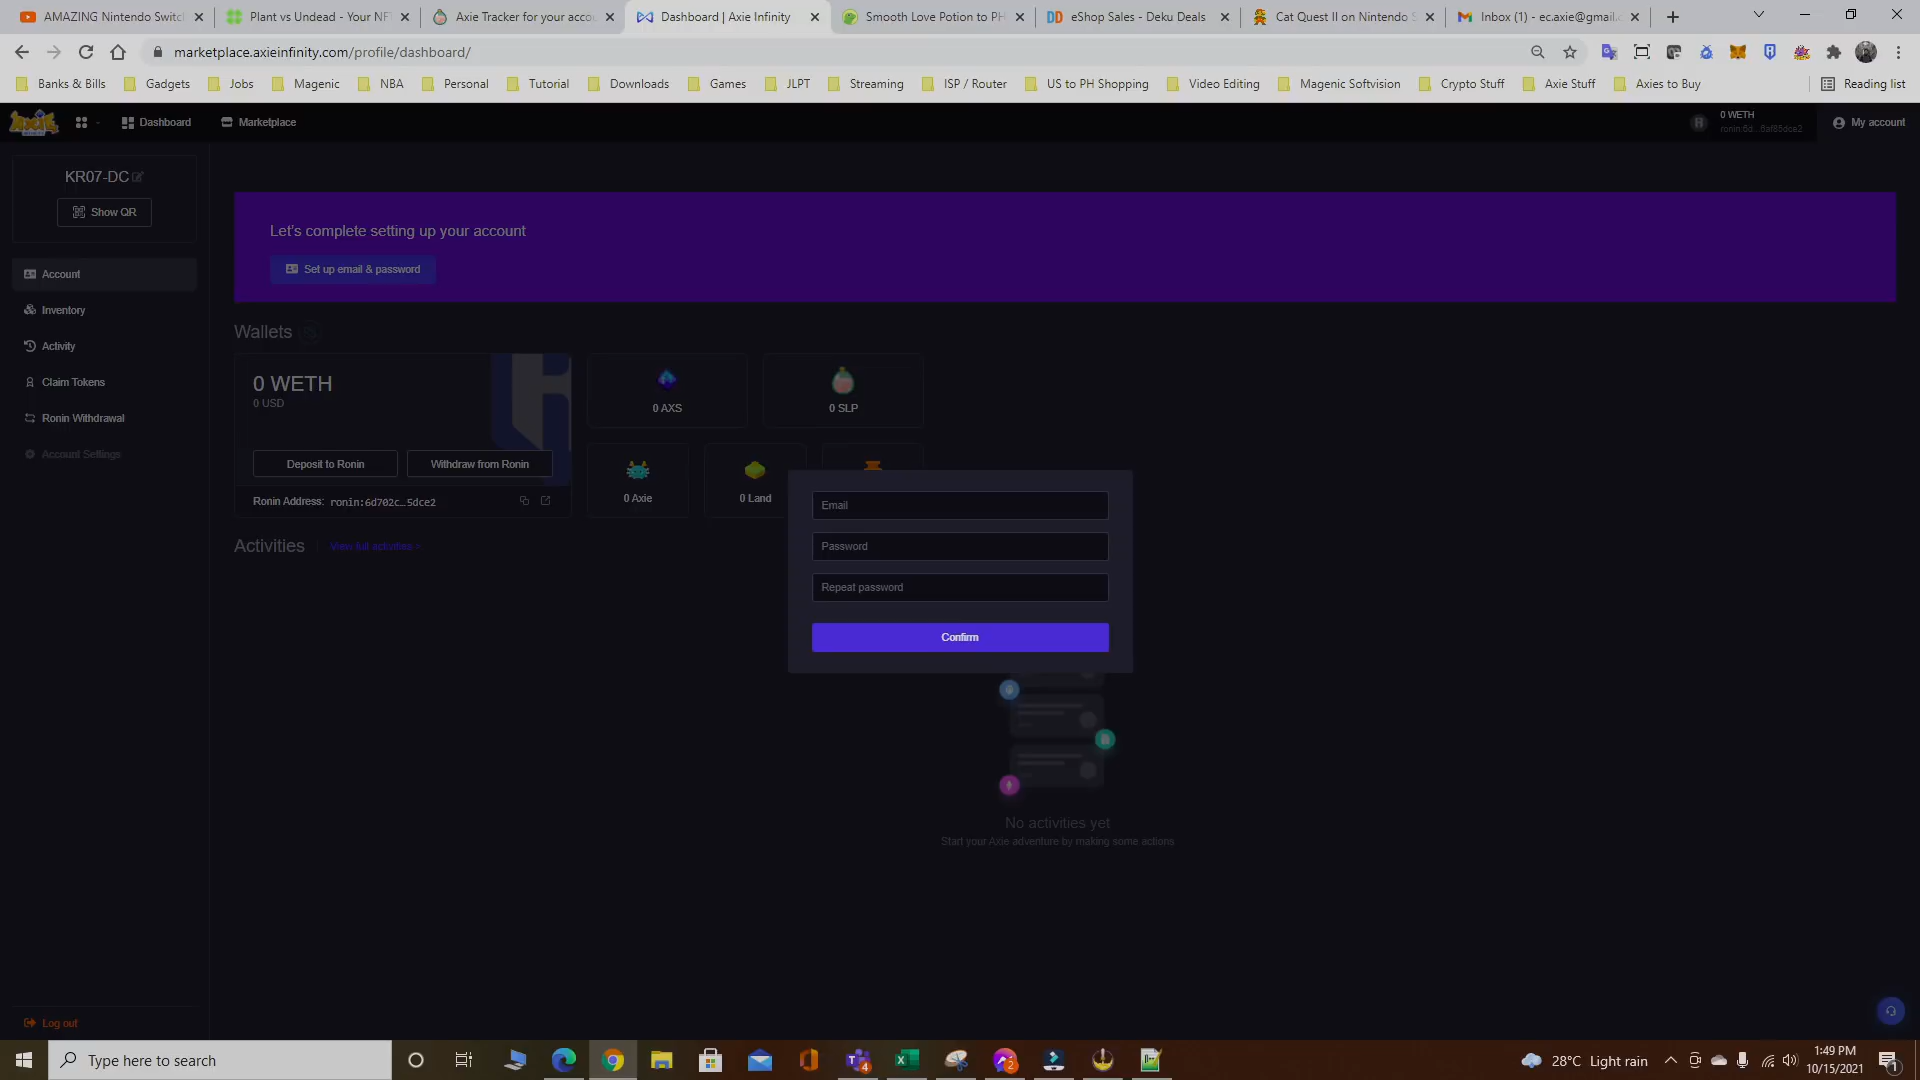 AMAZING Nintendo Switc
Plant vs Undead - Your NF
Axie Tracker for your accou
Dashboard | Axie Infinity
Smooth Love Potion to PH
eShop Sales - Deku Deals
Cat Quest II on Nintendo S
Inbox (1) - ec.axie@gmail.c
marketplace.axieinfinity.com/profile/dashboard/
Banks & Bills
Gadgets
Jobs
Magenic
NBA
Personal
Tutorial
Downloads
Games
JLPT
Streaming
ISP / Router
US to PH Shopping
Video Editing
Magenic Softvision
Crypto Stuff
Axie Stuff
Axies to Buy
Reading list
Dashboard
Marketplace
0 WETH
ronin:6d...6af85dce2
My account
KR07-DC
Show QR
Account
Inventory
Activity
Claim Tokens
Ronin Withdrawal
Account Settings
Log out
Let's complete setting up your account
Set up email & password
Wallets
0 WETH
0 USD
Deposit to Ronin
Withdraw from Ronin
Ronin Address: ronin:6d702c…5dce2
0 AXS
0 SLP
0 Axie
0 Land
Activities
View full activities >
Email
Password
Repeat password
Confirm
No activities yet
Start your Axie adventure by making some actions
Type here to search
4
2
28°C Light rain
1:49 PM
10/15/2021
1